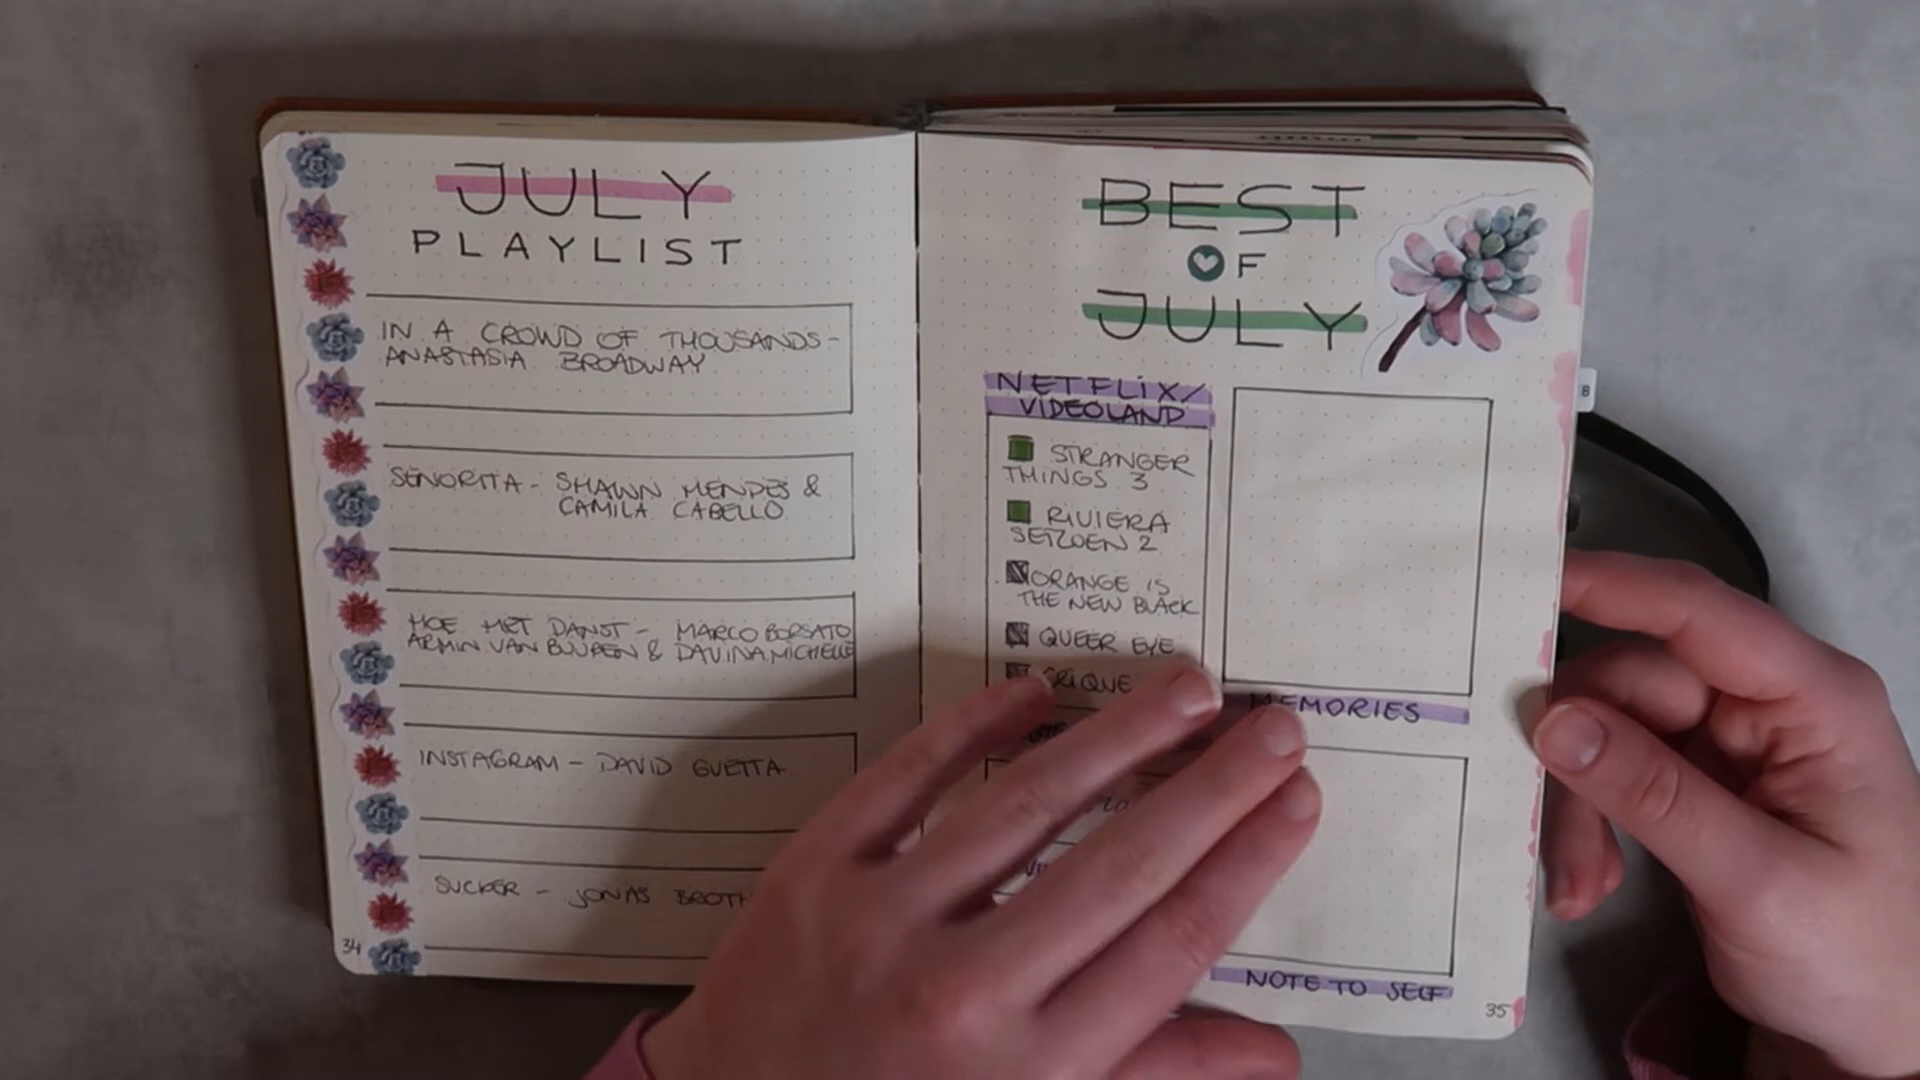 JULY
PLAYLIST
IN A CROWD OF THOUSANDS -
ANASTASIA BROADWAY
SEÑORITA - SHAWN MENDES &
CAMILA CABELLO
HOE HET DANST - MARCO BORSATO
ARMIN VAN BUUREN & DAVINA MICHELLE
INSTAGRAM - DAVID GUETTA
SUCKER - JONAS BROTH
34
BEST
OF
JULY
NETFLIX/
VIDEOLAND
STRANGER
THINGS 3
RIVIERA
SEIZOEN 2
ORANGE IS
THE NEW BLACK
QUEER EYE
MEMORIES
NOTE TO SELF
35
8